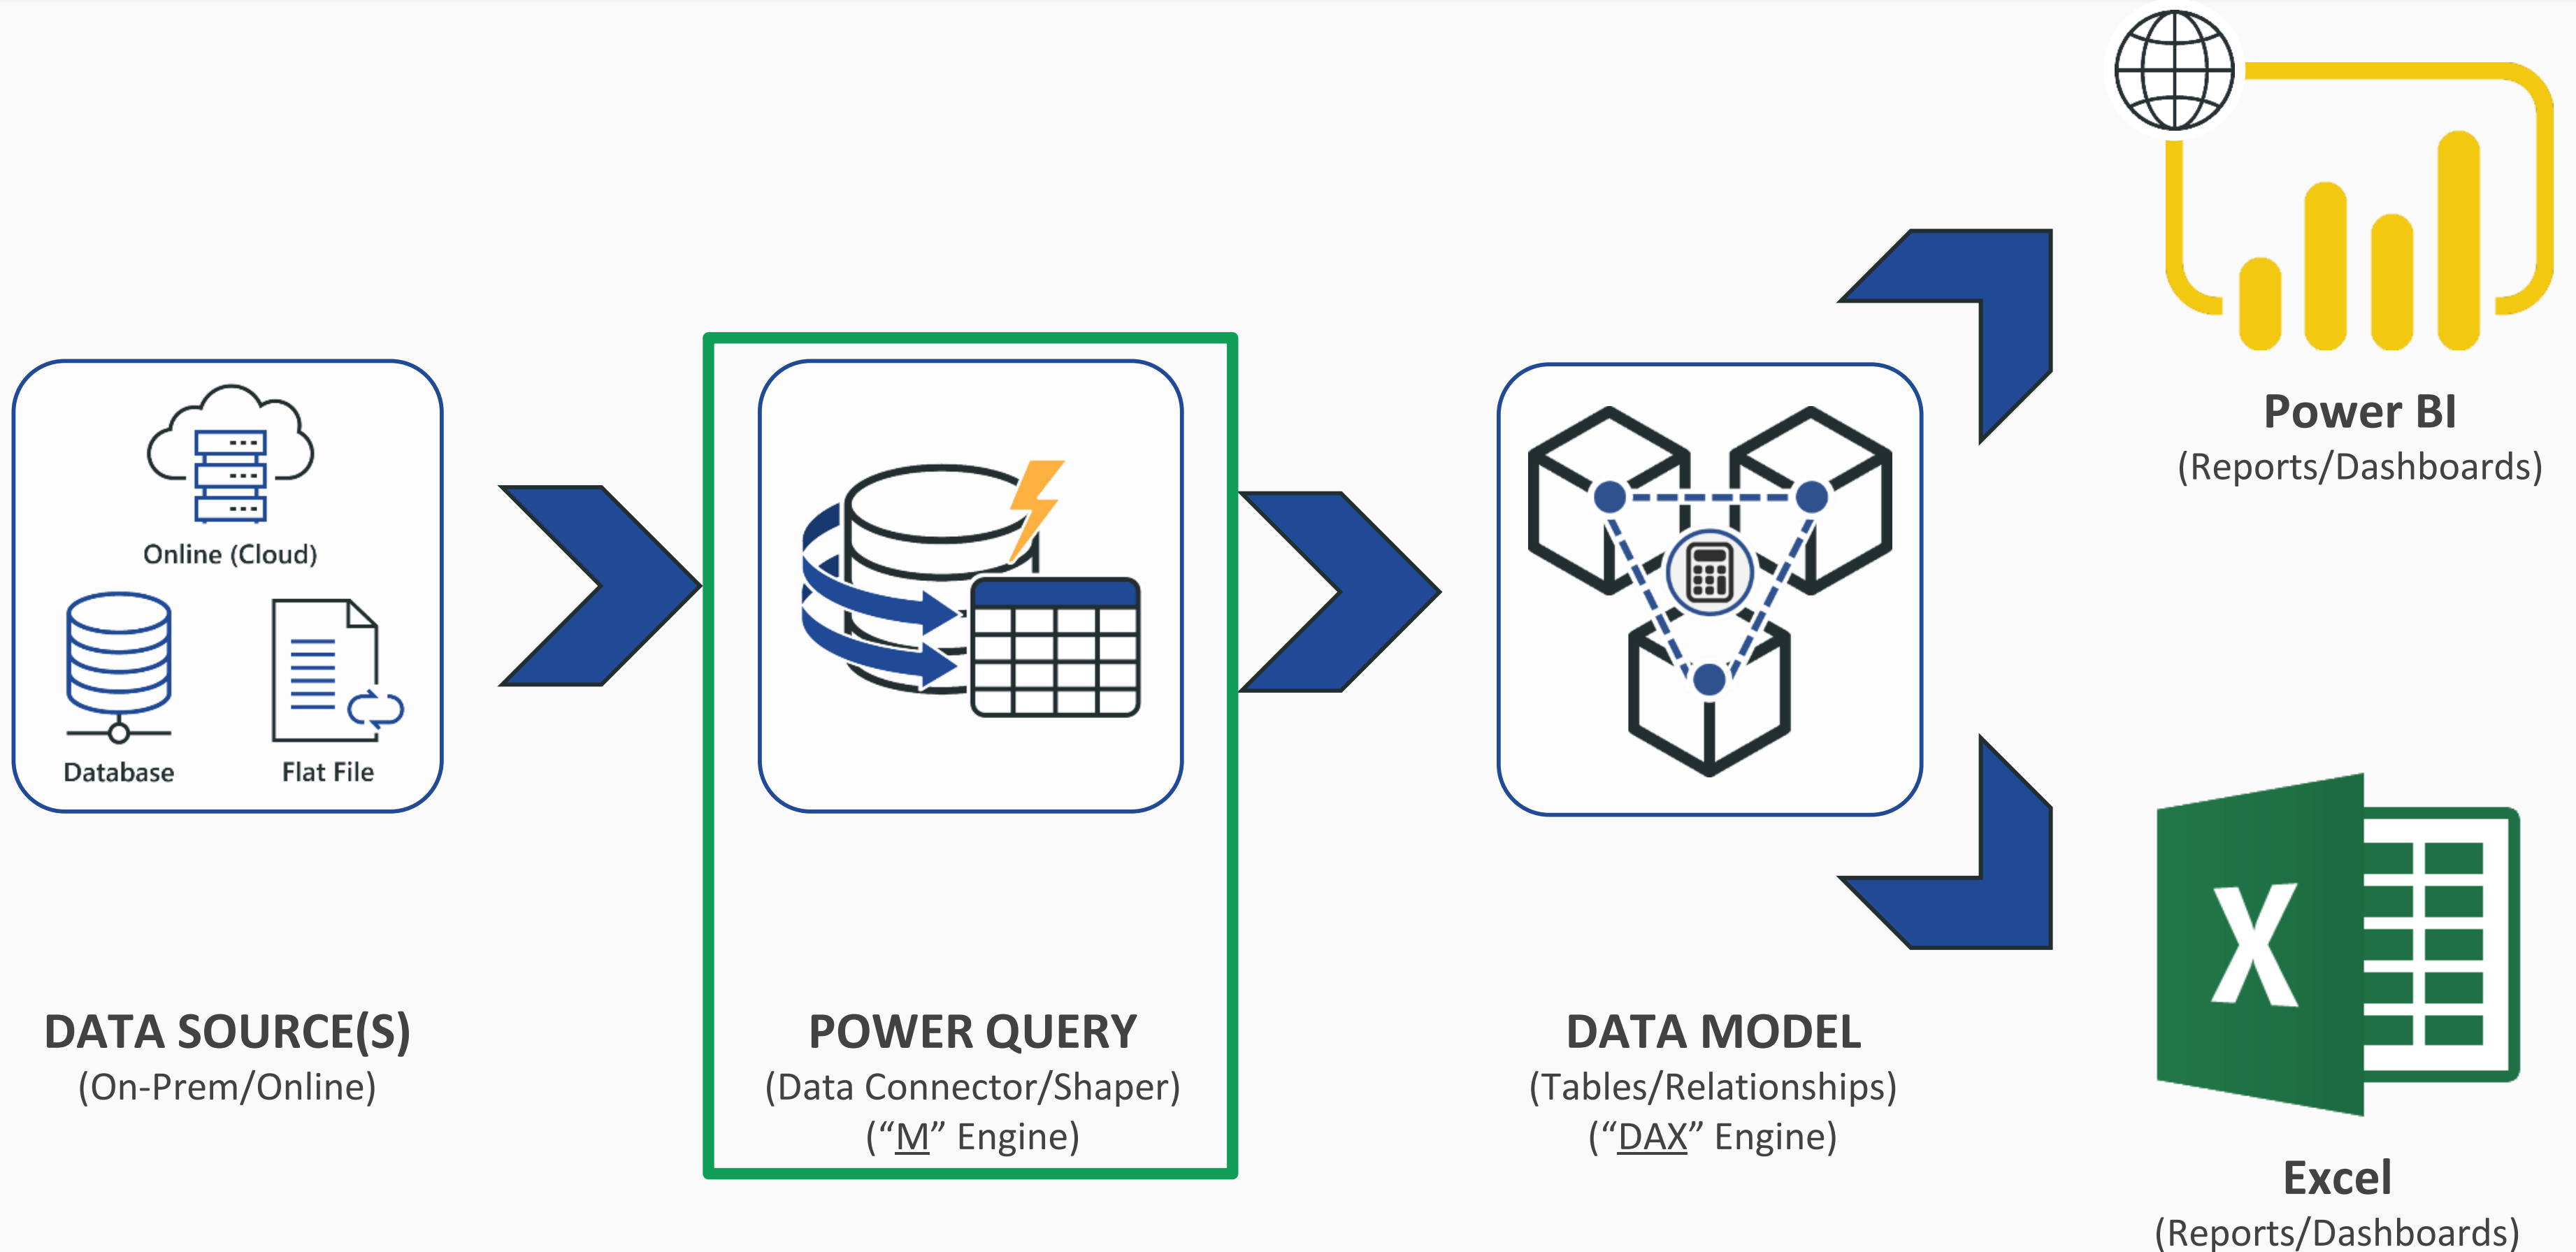 Online (Cloud)
Database
Flat File
DATA SOURCE(S)
(On-Prem/Online)
POWER QUERY
(Data Connector/Shaper)
(“M” Engine)
DATA MODEL
(Tables/Relationships)
(“DAX” Engine)
Power BI
(Reports/Dashboards)
X
Excel
(Reports/Dashboards)